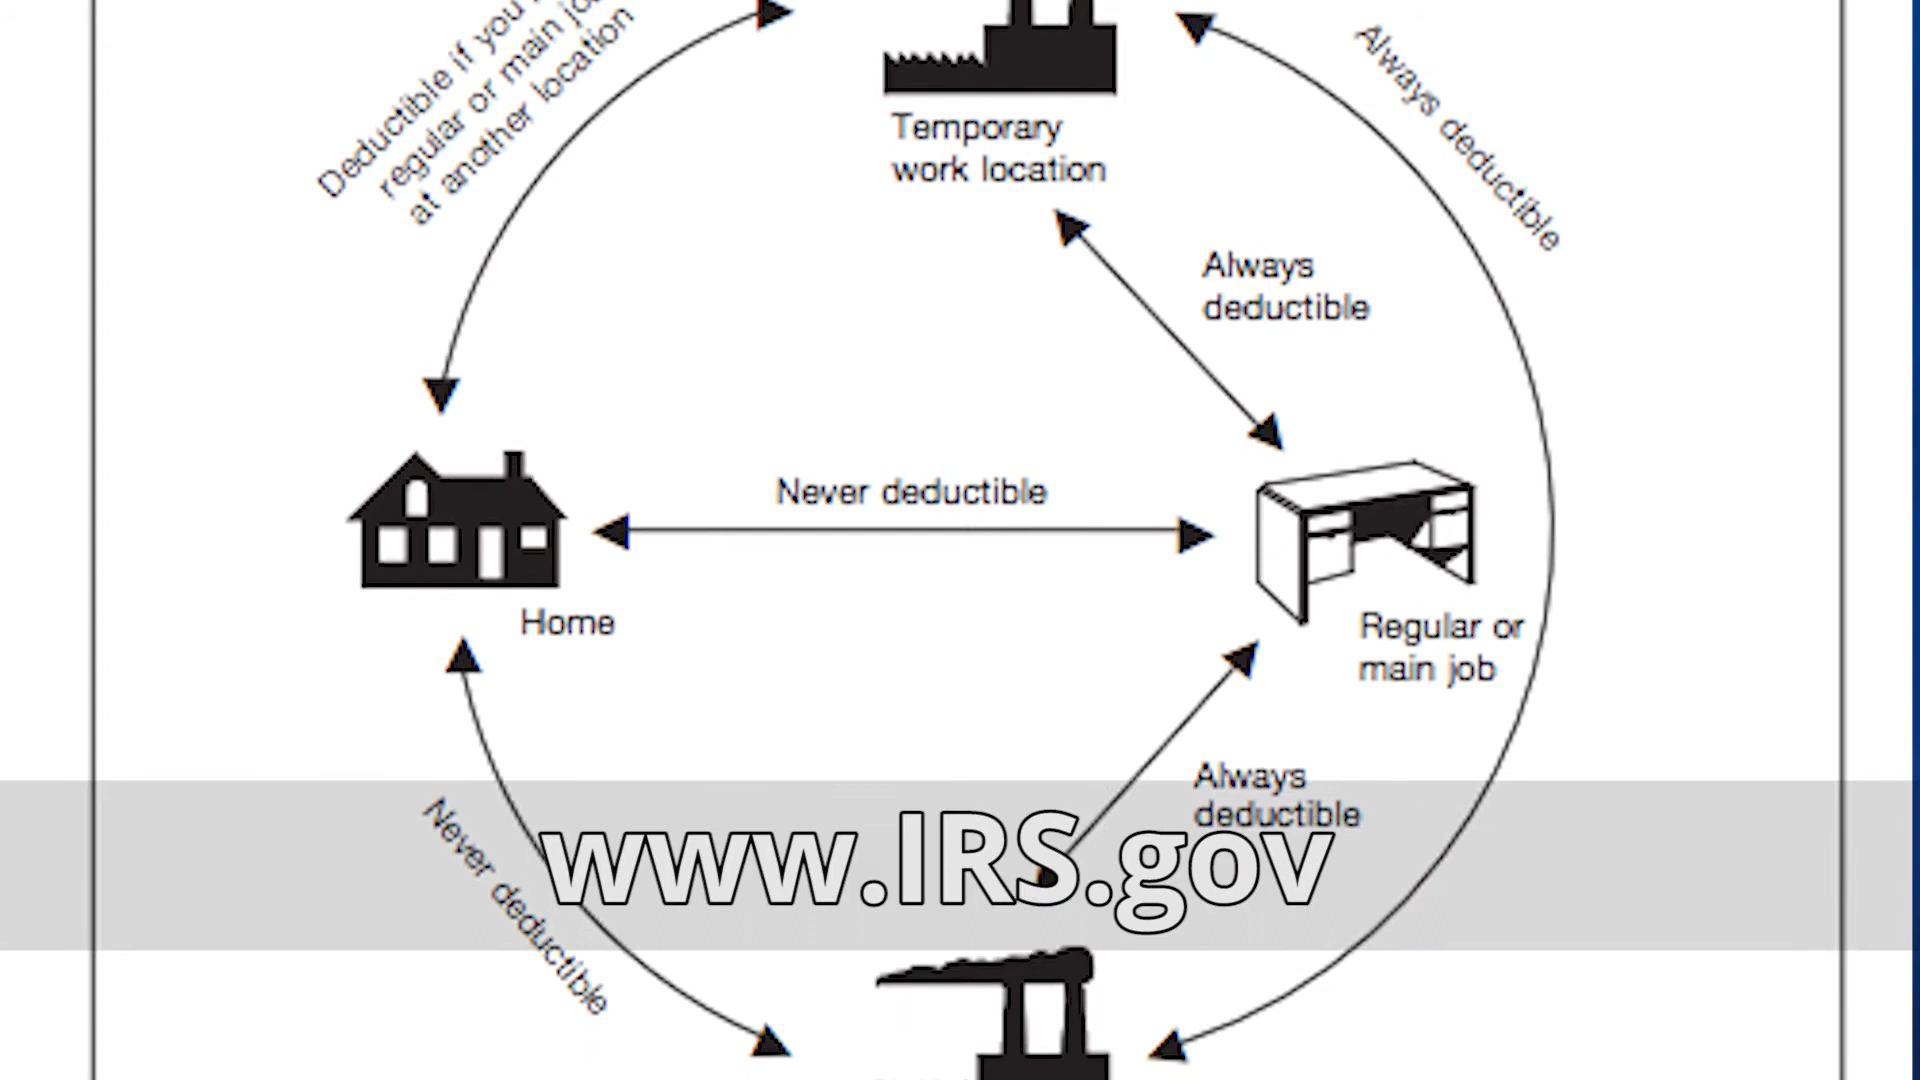 Deductible if you
regular or main
at another location
Always deductible
Temporary
work location
Always
deductible
Never deductible
Home
Regular or
main job
Always
deductible
www.IRS.gov
Never deductible